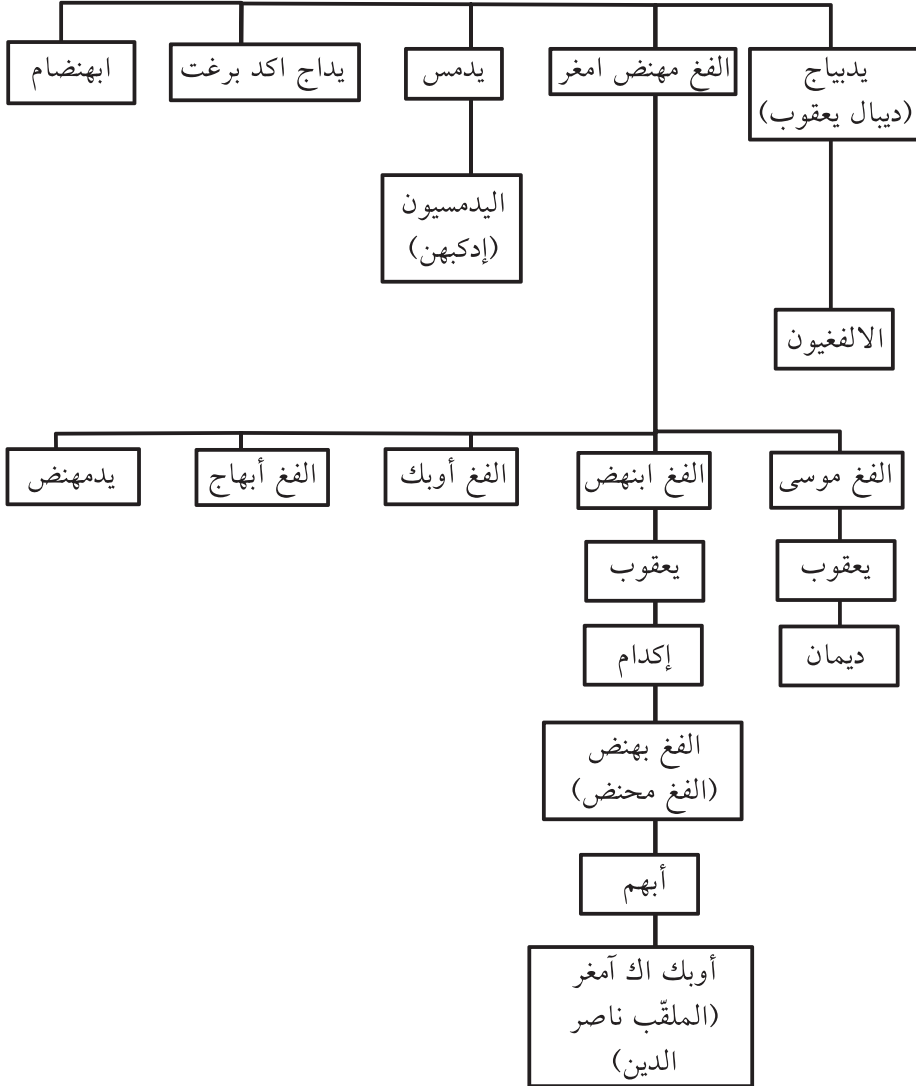 يدبياج
(ديبال يعقوب)
الفغ مهنض امغر
يدمس
يداج اكد برغت
ابهنضام
اليدمسيون
(إدكبهن)
الالفغيون
الفغ موسى
الفغ ابنهض
الفغ أوبك
الفغ أبهاج
يدمهنض
يعقوب
يعقوب
ديمان
إكدام
الفغ بهنض
(الفغ محنض)
أبهم
أوبك اك آمغر
(الملقّب ناصر
الدين)